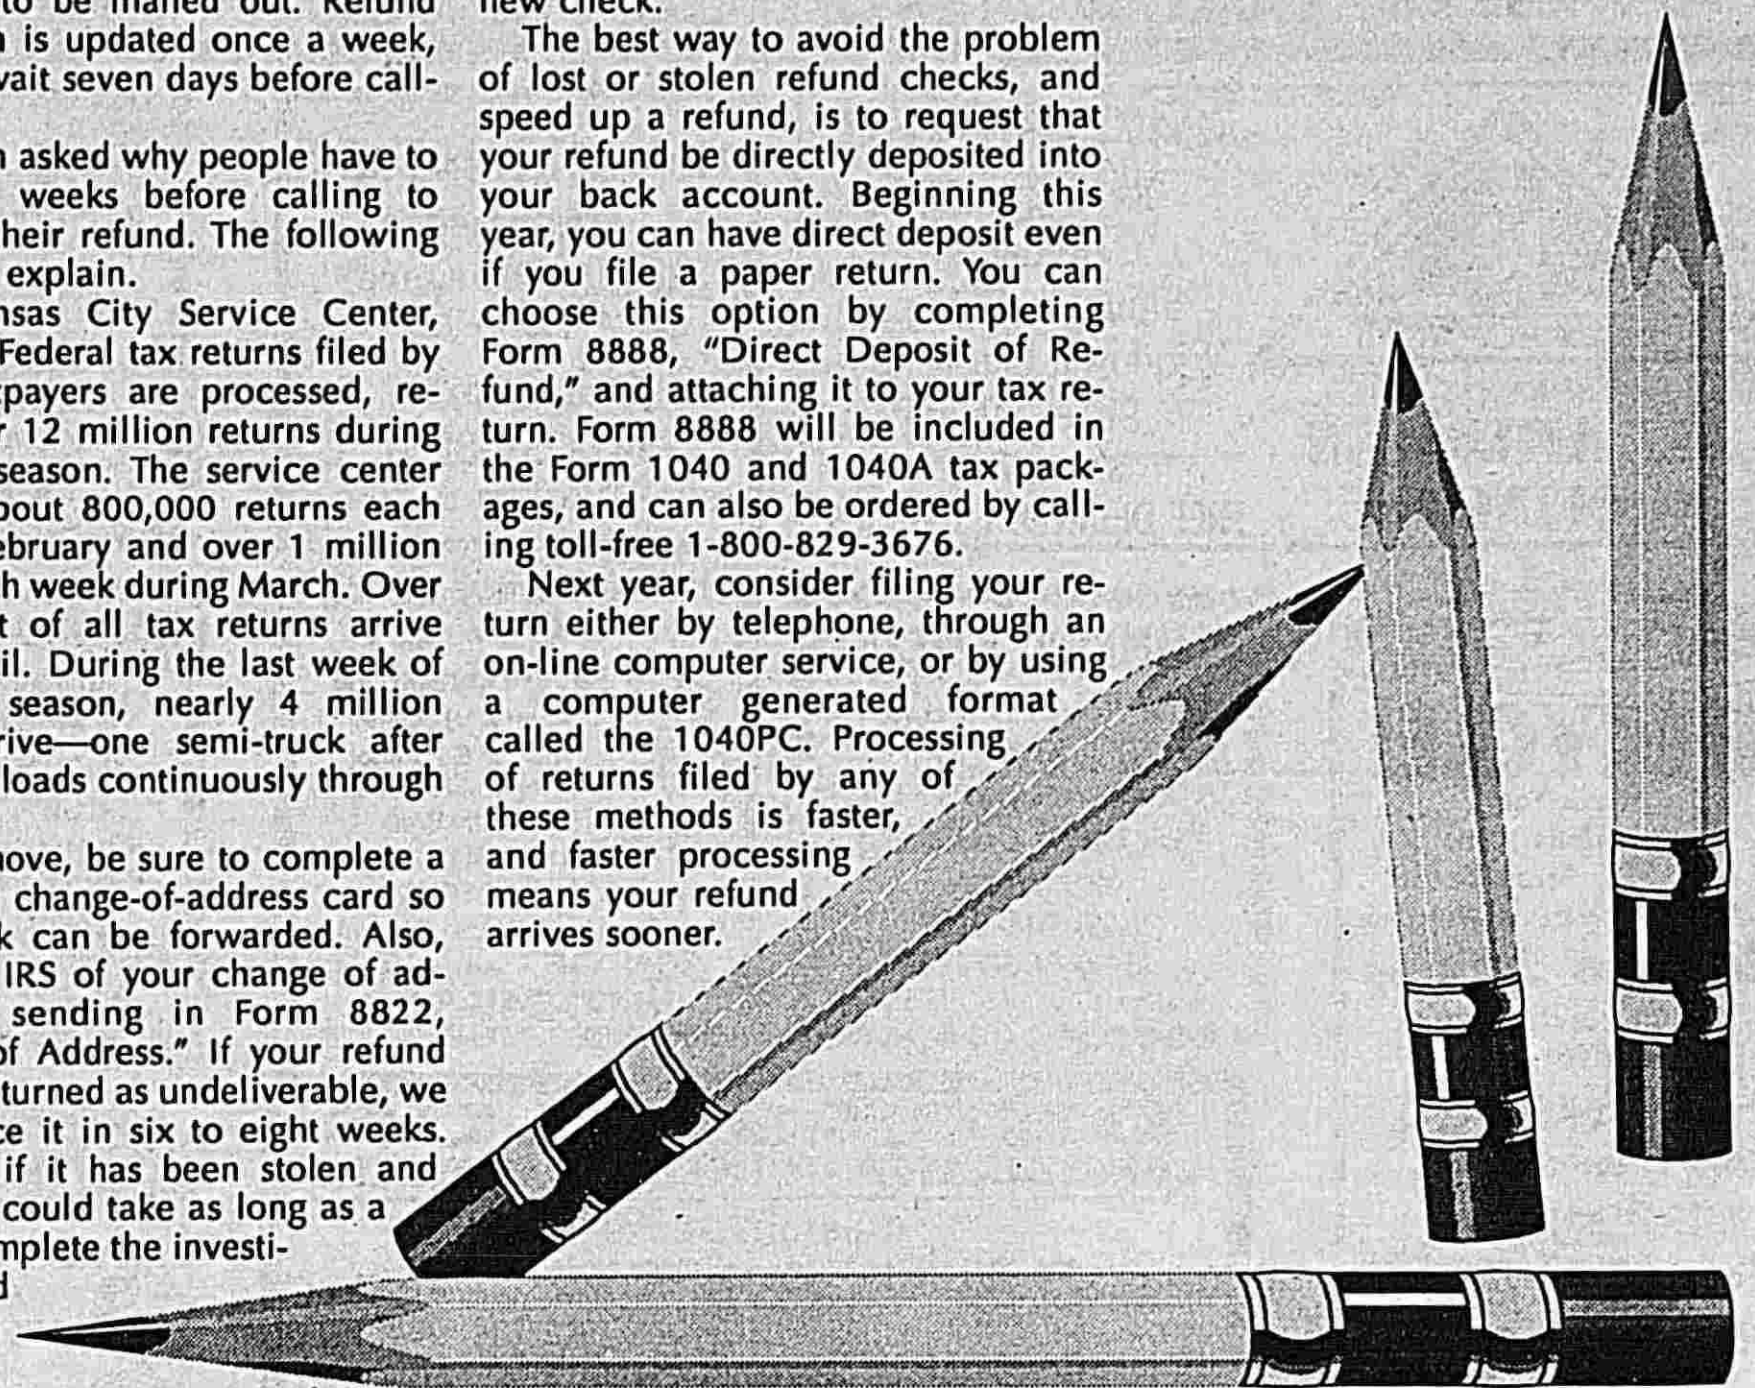 to be mailed out. Refund
is updated once a week,
wait seven days before call-
asked why people have to
weeks before calling to
their refund. The following
explain.
nsas City Service Center,
Federal tax returns filed by
payers are processed, re-
12 million returns during
season. The service center
bout 800,000 returns each
ebruary and over 1 million
h week during March. Over
t of all tax returns arrive
il. During the last week of
season, nearly 4 million
rive—one semi-truck after
loads continuously through
nove, be sure to complete a
change-of-address card so
k can be forwarded. Also,
IRS of your change of ad-
sending in Form 8822,
of Address." If your refund
turned as undeliverable, we
ce it in six to eight weeks.
if it has been stolen and
could take as long as a
mplete the investi-
d
new check.
The best way to avoid the problem
of lost or stolen refund checks, and
speed up a refund, is to request that
your refund be directly deposited into
your back account. Beginning this
year, you can have direct deposit even
if you file a paper return. You can
choose this option by completing
Form 8888, "Direct Deposit of Re-
fund," and attaching it to your tax re-
turn. Form 8888 will be included in
the Form 1040 and 1040A tax pack-
ages, and can also be ordered by call-
ing toll-free 1-800-829-3676.
Next year, consider filing your re-
turn either by telephone, through an
on-line computer service, or by using
a computer generated format
called the 1040PC. Processing
of returns filed by any of
these methods is faster,
and faster processing
means your refund
arrives sooner.